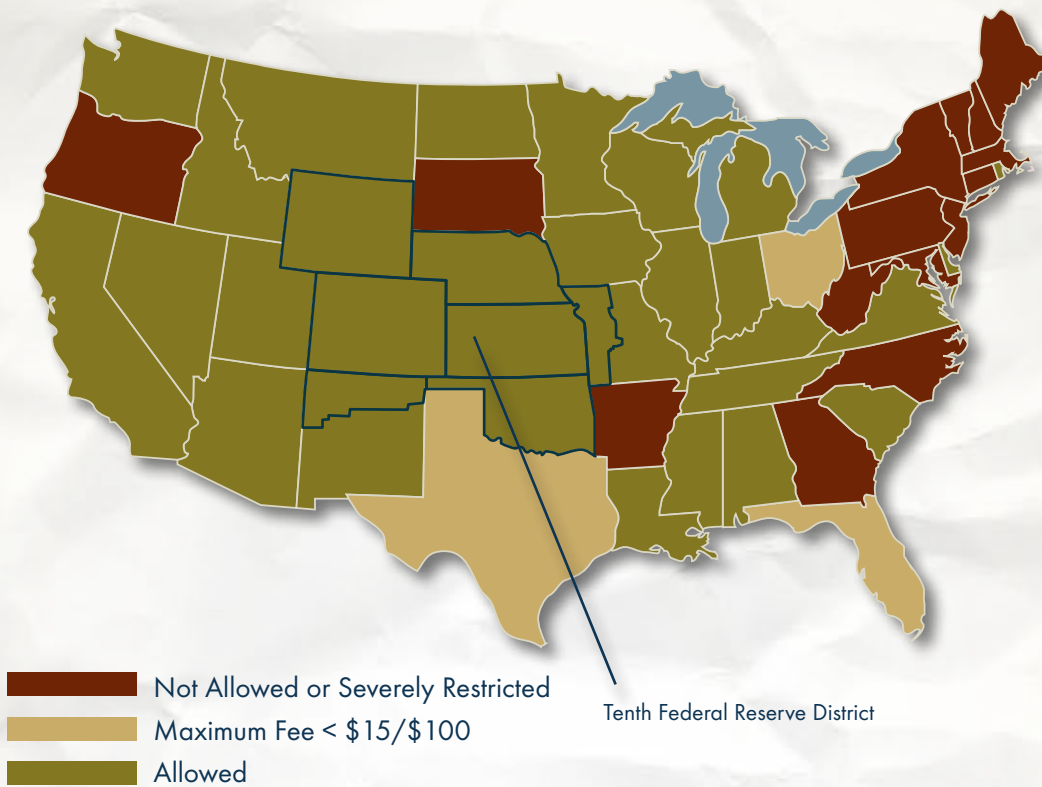 Tenth Federal Reserve District
Not Allowed or Severely Restricted
Maximum Fee < $15/$100
Allowed